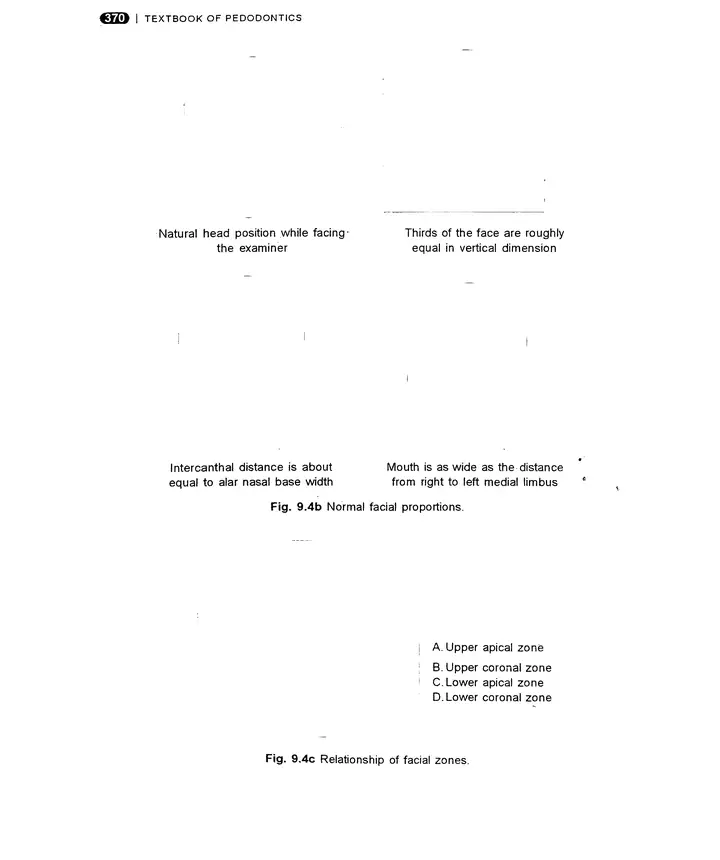 370 | TEXTBOOK OF PEDODONTICS
Natural head position while facing
the examiner
Thirds of the face are roughly
equal in vertical dimension
Intercanthal distance is about
equal to alar nasal base width
Mouth is as wide as the distance
from right to left medial limbus
Fig. 9.4b Normal facial proportions.
A. Upper apical zone
B. Upper coronal zone
C. Lower apical zone
D. Lower coronal zone
Fig. 9.4c Relationship of facial zones.